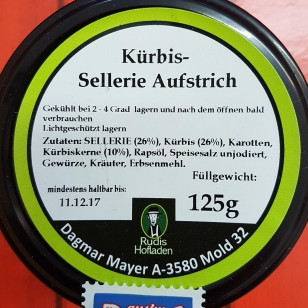 Kürbis-
Sellerie Aufstrich
Gekühlt bei 2 - 4 Grad lagern und nach dem öffnen bald
verbrauchen
Lichtgeschützt lagern
Zutaten: SELLERIE (26%), Kürbis (26%), Karotten,
Kürbiskerne (10%), Rapsöl, Speisesalz unjodiert,
Gewürze, Kräuter, Erbsenmehl.
Füllgewicht:
mindestens haltbar bis:
11.12.17
125g
Rudis
Hofladen
Dagmar Mayer A-3580 Mold 32